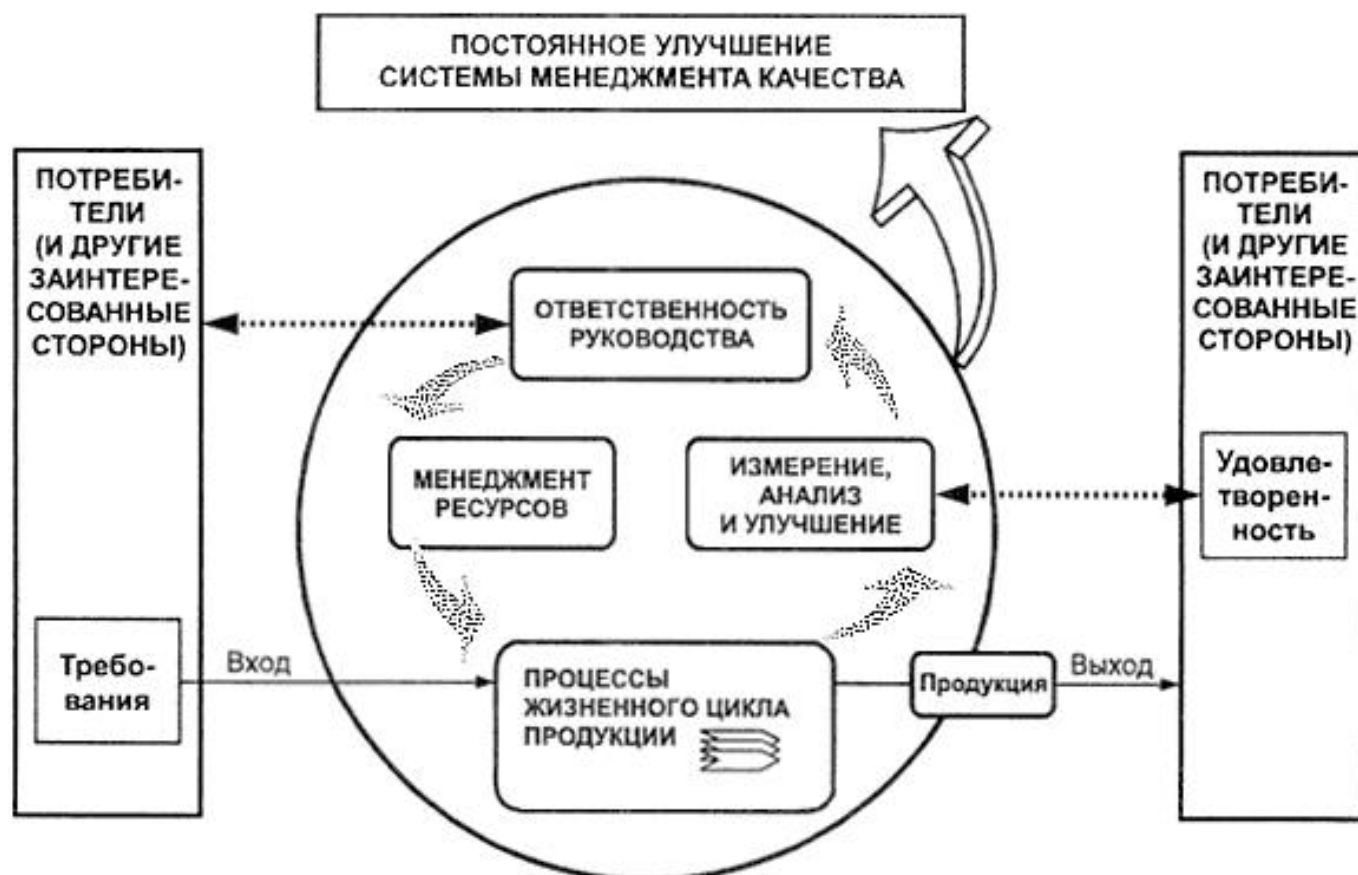 ПОСТОЯННОЕ УЛУЧШЕНИЕ
СИСТЕМЫ МЕНЕДЖМЕНТА КАЧЕСТВА
ПОТРЕБИ-
ТЕЛИ
(И ДРУГИЕ
ЗАИНТЕРЕ-
СОВАННЫЕ
СТОРОНЫ)
ОТВЕТСТВЕННОСТЬ
РУКОВОДСТВА
ПОТРЕБИ-
ТЕЛИ
(И ДРУГИЕ
ЗАИНТЕРЕ-
СОВАННЫЕ
СТОРОНЫ)
МЕНЕДЖМЕНТ
РЕСУРСОВ
ИЗМЕРЕНИЕ,
АНАЛИЗ
И УЛУЧШЕНИЕ
Удовле-
творен-
ность
Требо-
вания
Вход
ПРОЦЕССЫ
ЖИЗНЕННОГО ЦИКЛА
ПРОДУКЦИИ
Продукция
Выход